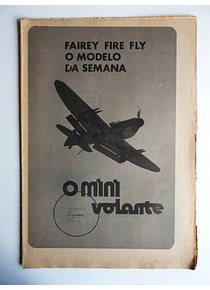 FAIREY FIRE FLY
O MODELO
DA SEMANA
o mini
volante